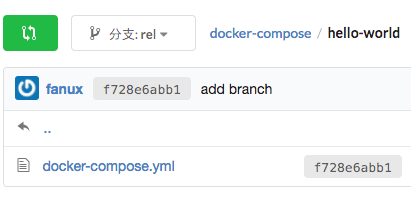 分支: rel docker-compose / hello-world
fanux f728e6abb1 add branch
..
docker-compose.yml f728e6abb1